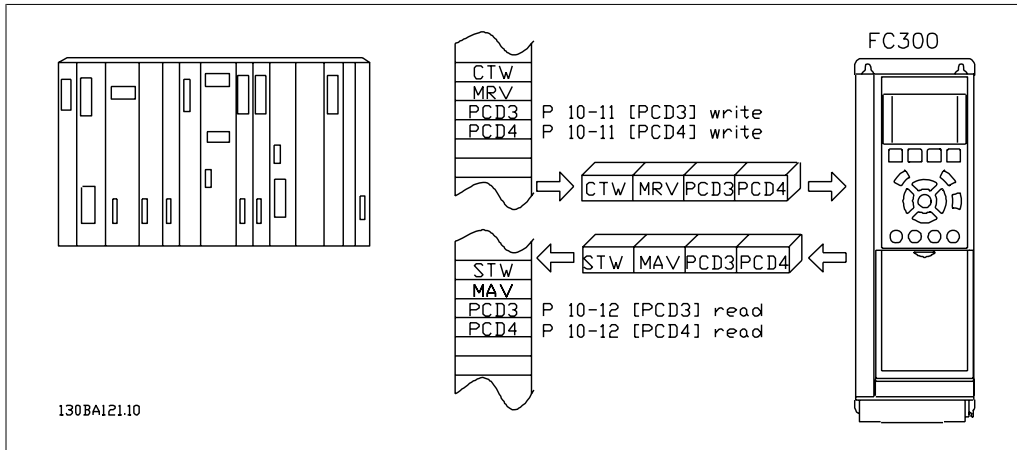 FC300
CTW
MRV
PCD3 P 10-11 [PCD3] write
PCD4 P 10-11 [PCD4] write
CTW MRV PCD3 PCD4
STW MAV PCD3 PCD4
STW
MAV
PCD3 P 10-12 [PCD3] read
PCD4 P 10-12 [PCD4] read
130BA121.10